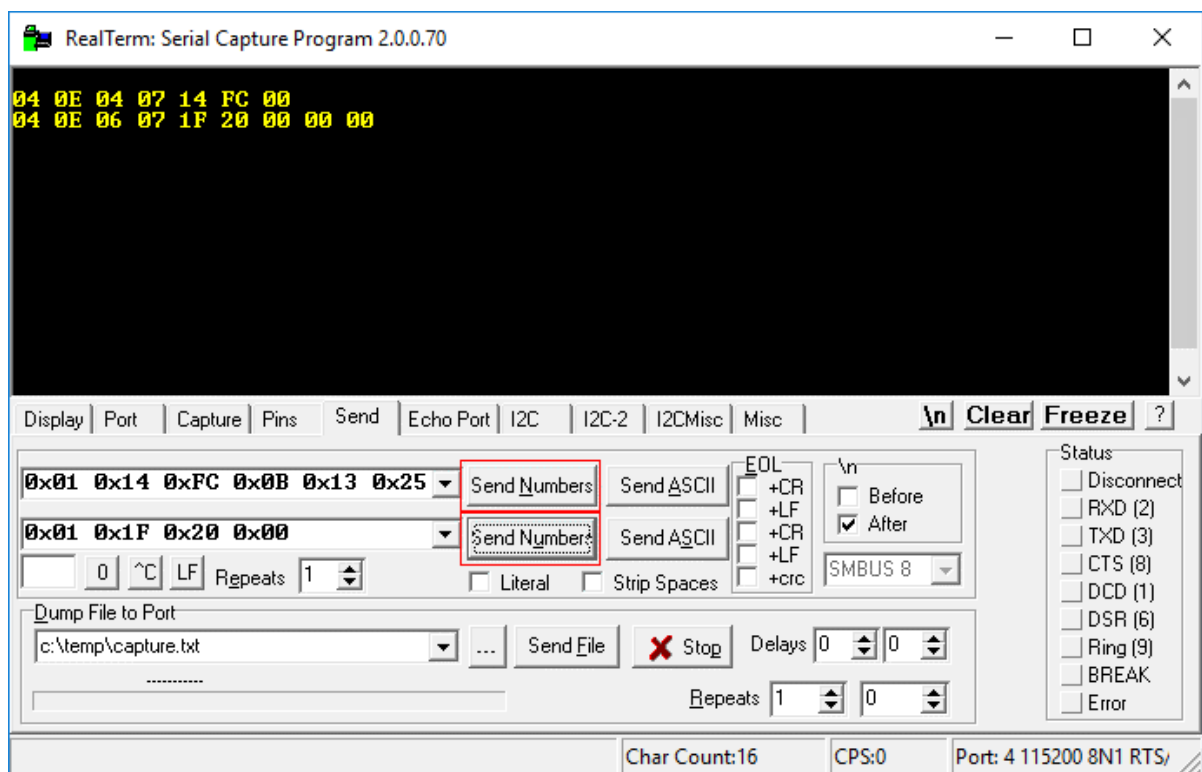 RealTerm: Serial Capture Program 2.0.0.70
04 0E 04 07 14 FC 00
04 0E 06 07 1F 20 00 00 00
Display Port Capture Pins Send Echo Port I2C I2C-2 I2CMisc Misc \n Clear Freeze ?
0x01 0x14 0xFC 0x0B 0x13 0x25 Send Numbers Send ASCII
0x01 0x1F 0x20 0x00 Send Numbers Send ASCII
0 ^C LF Repeats 1 Literal Strip Spaces
EOL
+CR
+LF
+CR
+LF
+crc
\n
Before
After
SMBUS 8
Dump File to Port
c:\temp\capture.txt ... Send File Stop Delays 0 0
-----------
Repeats 1 0
Status
Disconnect
RXD (2)
TXD (3)
CTS (8)
DCD (1)
DSR (6)
Ring (9)
BREAK
Error
Char Count:16 CPS:0 Port: 4 115200 8N1 RTS/